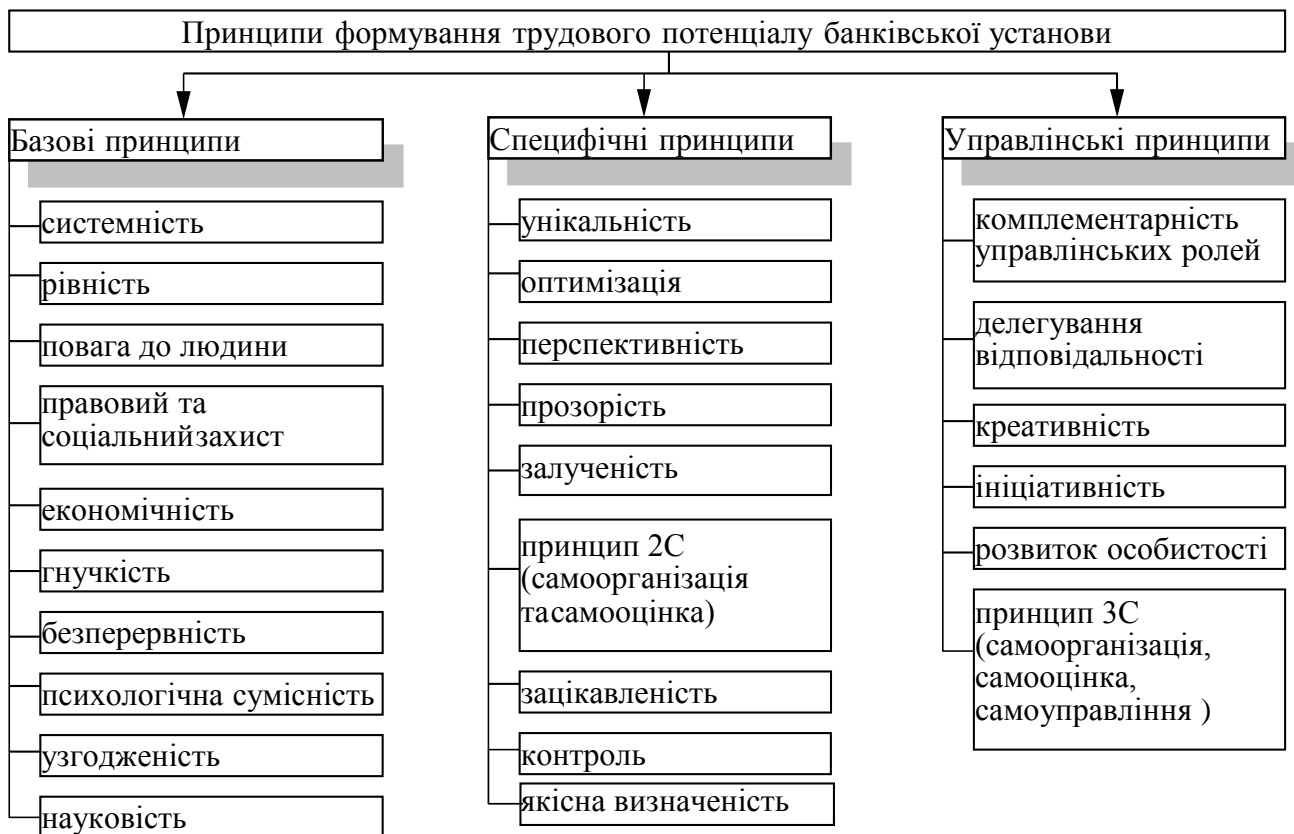 Принципи формування трудового потенціалу банківської установи
Базові принципи
системність
рівність
повага до людини
правовий та
соціальнийзахист
економічність
гнучкість
безперервність
психологічна сумісність
узгодженість
науковість
Специфічні принципи
унікальність
оптимізація
перспективність
прозорість
залученість
принцип 2С
(самоорганізація
тасамооцінка)
зацікавленість
контроль
якісна визначеність
Управлінські принципи
комплементарність
управлінських ролей
делегування
відповідальності
креативність
ініціативність
розвиток особистості
принцип 3С
(самоорганізація,
самооцінка,
самоуправління )